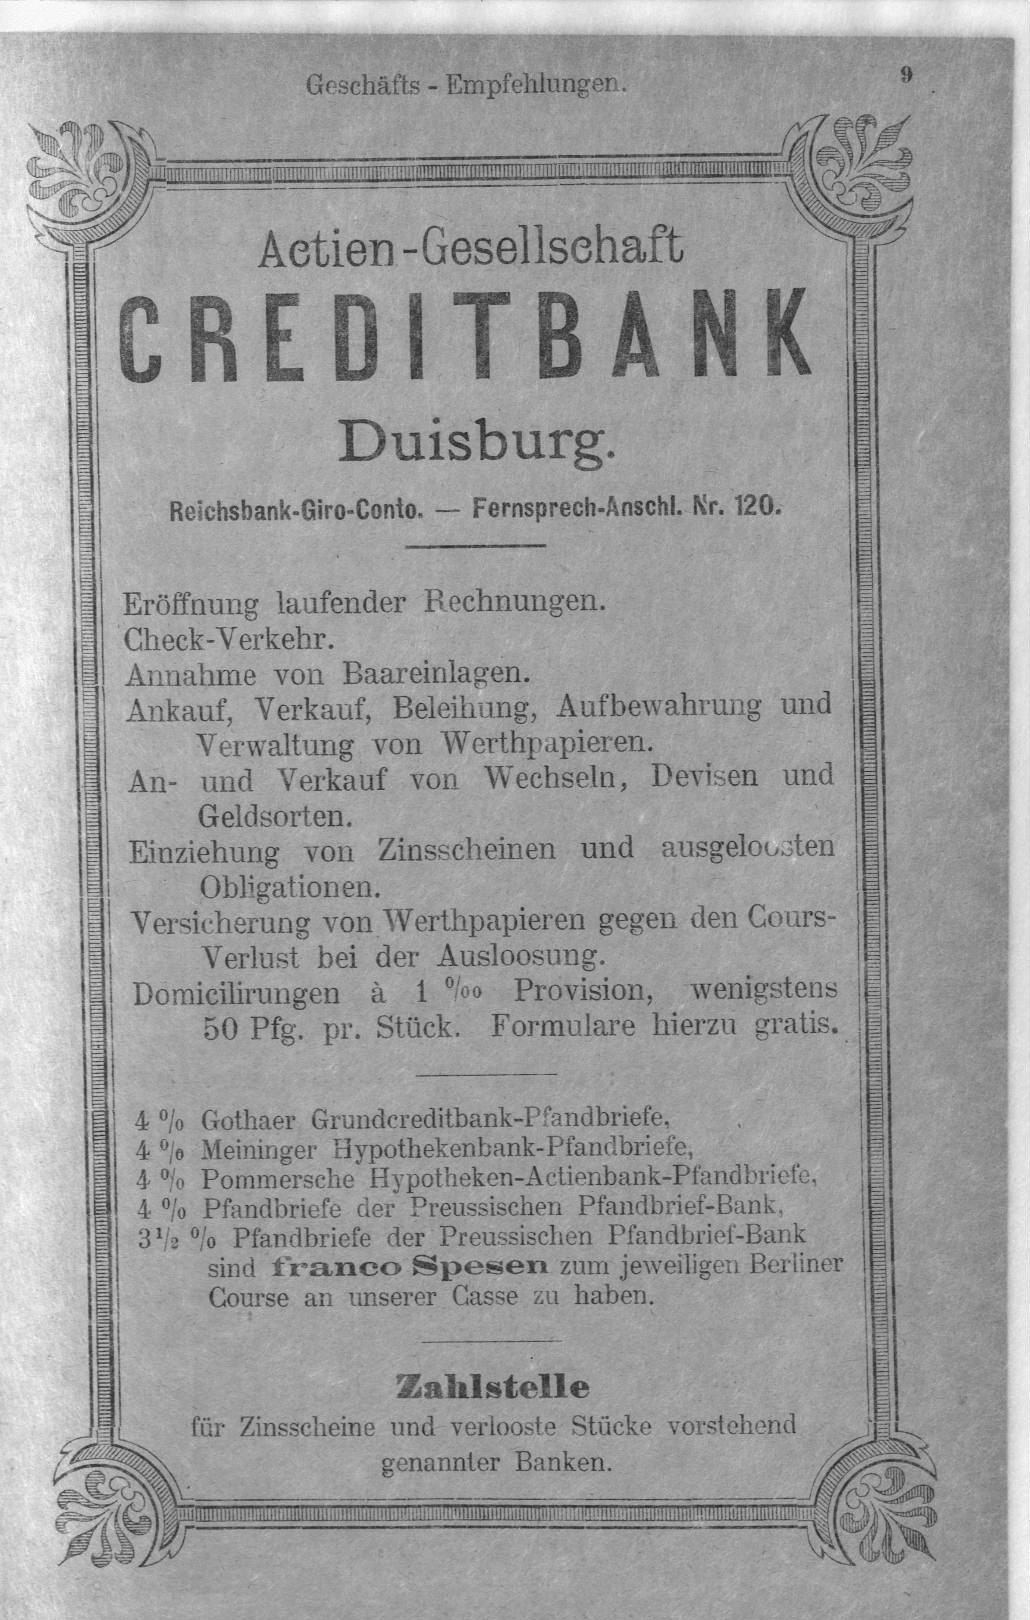 Geschäfts - Empfehlungen.
9
Actien-Gesellschaft
CREDITBANK
Duisburg.
Reichsbank-Giro-Conto. — Fernsprech-Anschl. Nr. 120.
Eröffnung laufender Rechnungen.
Check-Verkehr.
Annahme von Baareinlagen.
Ankauf, Verkauf, Beleihung, Aufbewahrung und
Verwaltung von Werthpapieren.
An- und Verkauf von Wechseln, Devisen und
Geldsorten.
Einziehung von Zinsscheinen und ausgeloosten
Obligationen.
Versicherung von Werthpapieren gegen den Cours-
Verlust bei der Ausloosung.
Domicilirungen à 1 ‰ Provision, wenigstens
50 Pfg. pr. Stück. Formulare hierzu gratis.
4 % Gothaer Grundcreditbank-Pfandbriefe,
4 % Meininger Hypothekenbank-Pfandbriefe,
4 % Pommersche Hypotheken-Actienbank-Pfandbriefe,
4 % Pfandbriefe der Preussischen Pfandbrief-Bank,
3 1/2 % Pfandbriefe der Preussischen Pfandbrief-Bank
sind franco Spesen zum jeweiligen Berliner
Course an unserer Casse zu haben.
Zahlstelle
für Zinsscheine und verlooste Stücke vorstehend
genannter Banken.